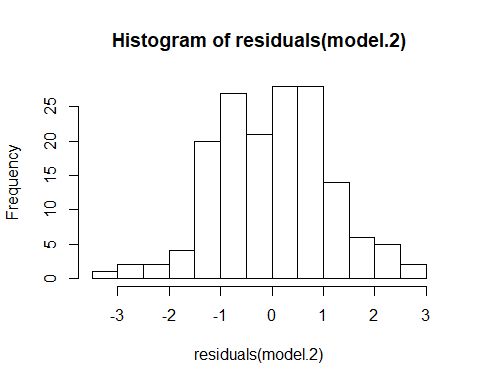 Histogram of residuals(model.2)
Frequency
25
20
15
10
5
0
-3 -2 -1 0 1 2 3
residuals(model.2)